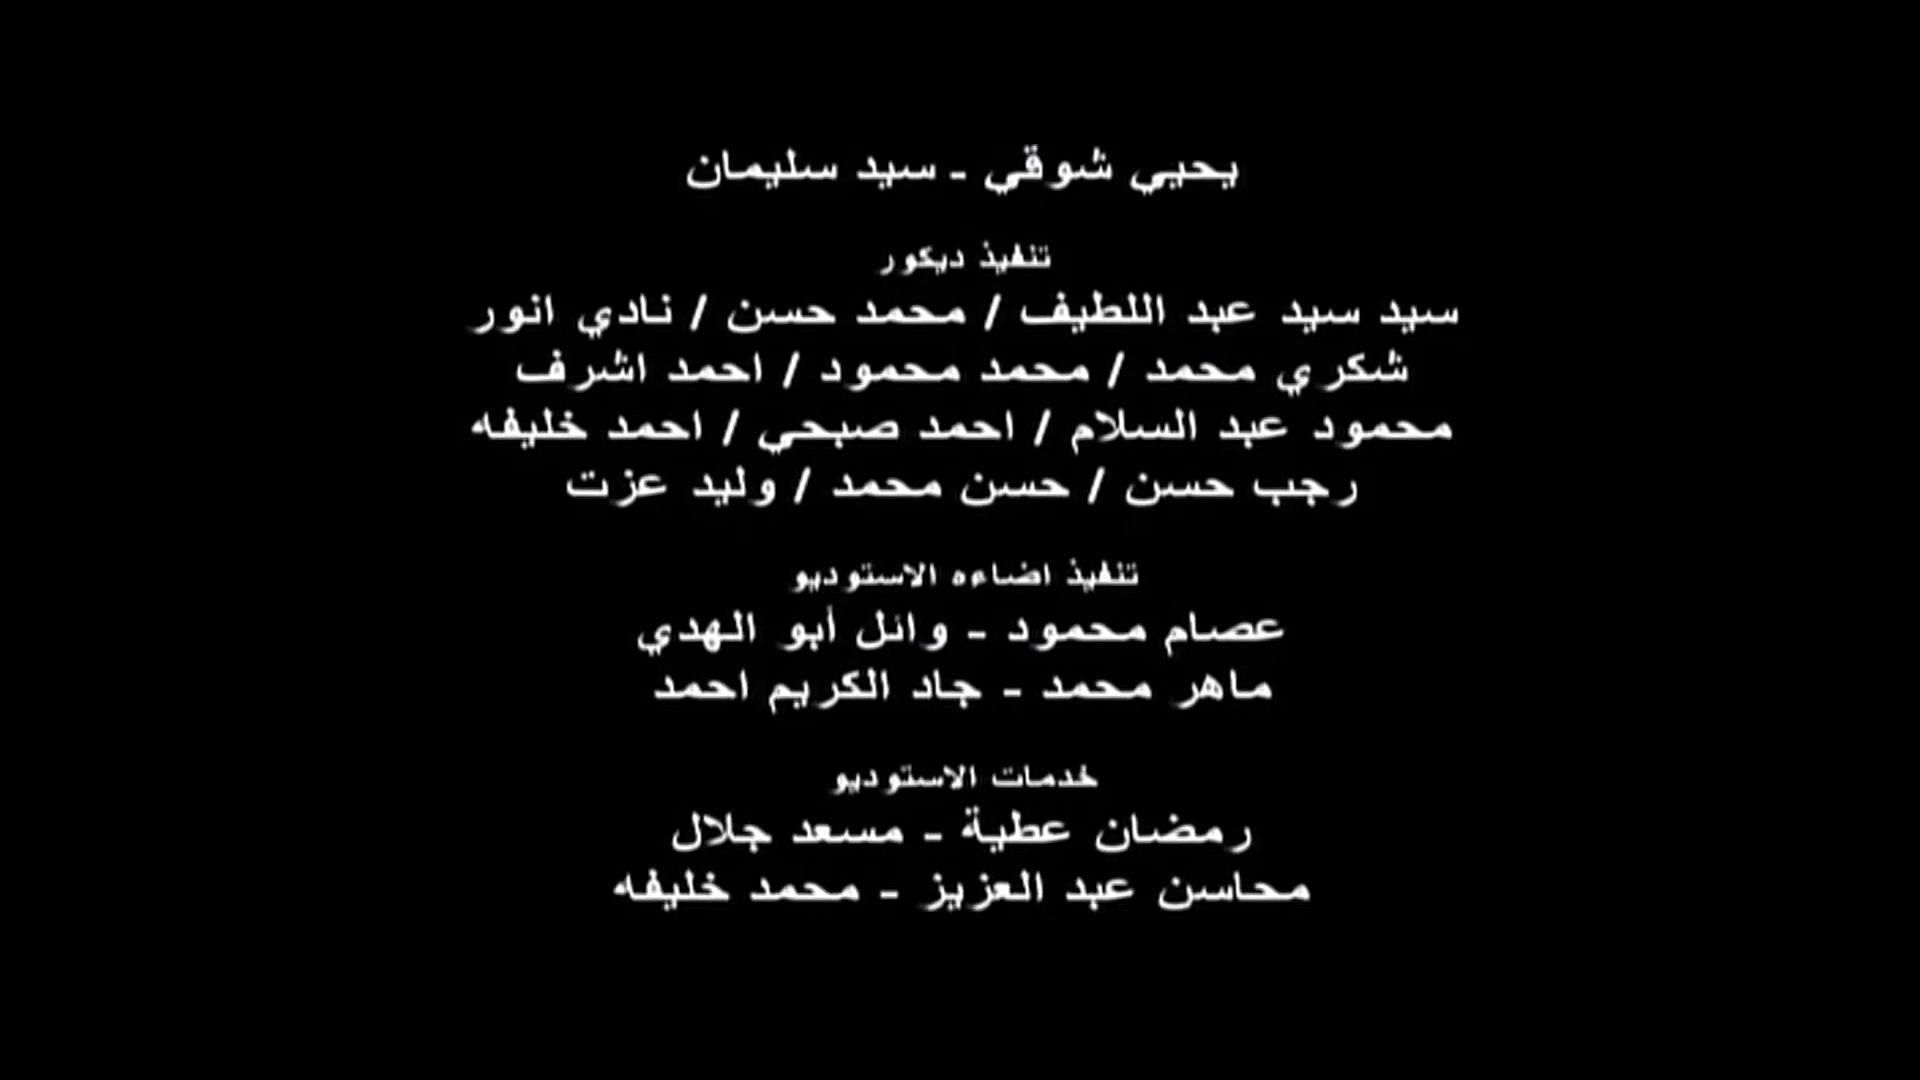 يحيي شوقي - سيد سليمان
تنفيذ ديكور
سيد سيد عبد اللطيف / محمد حسن / نادي انور
شكري محمد / محمد محمود / احمد اشرف
محمود عبد السلام / احمد صبحي / احمد خليفه
رجب حسن / حسن محمد / وليد عزت
تنفيذ اضاءه الاستوديو
عصام محمود - وائل أبو الهدي
ماهر محمد - جاد الكريم احمد
خدمات الاستوديو
رمضان عطية - مسعد جلال
محاسن عبد العزيز - محمد خليفه